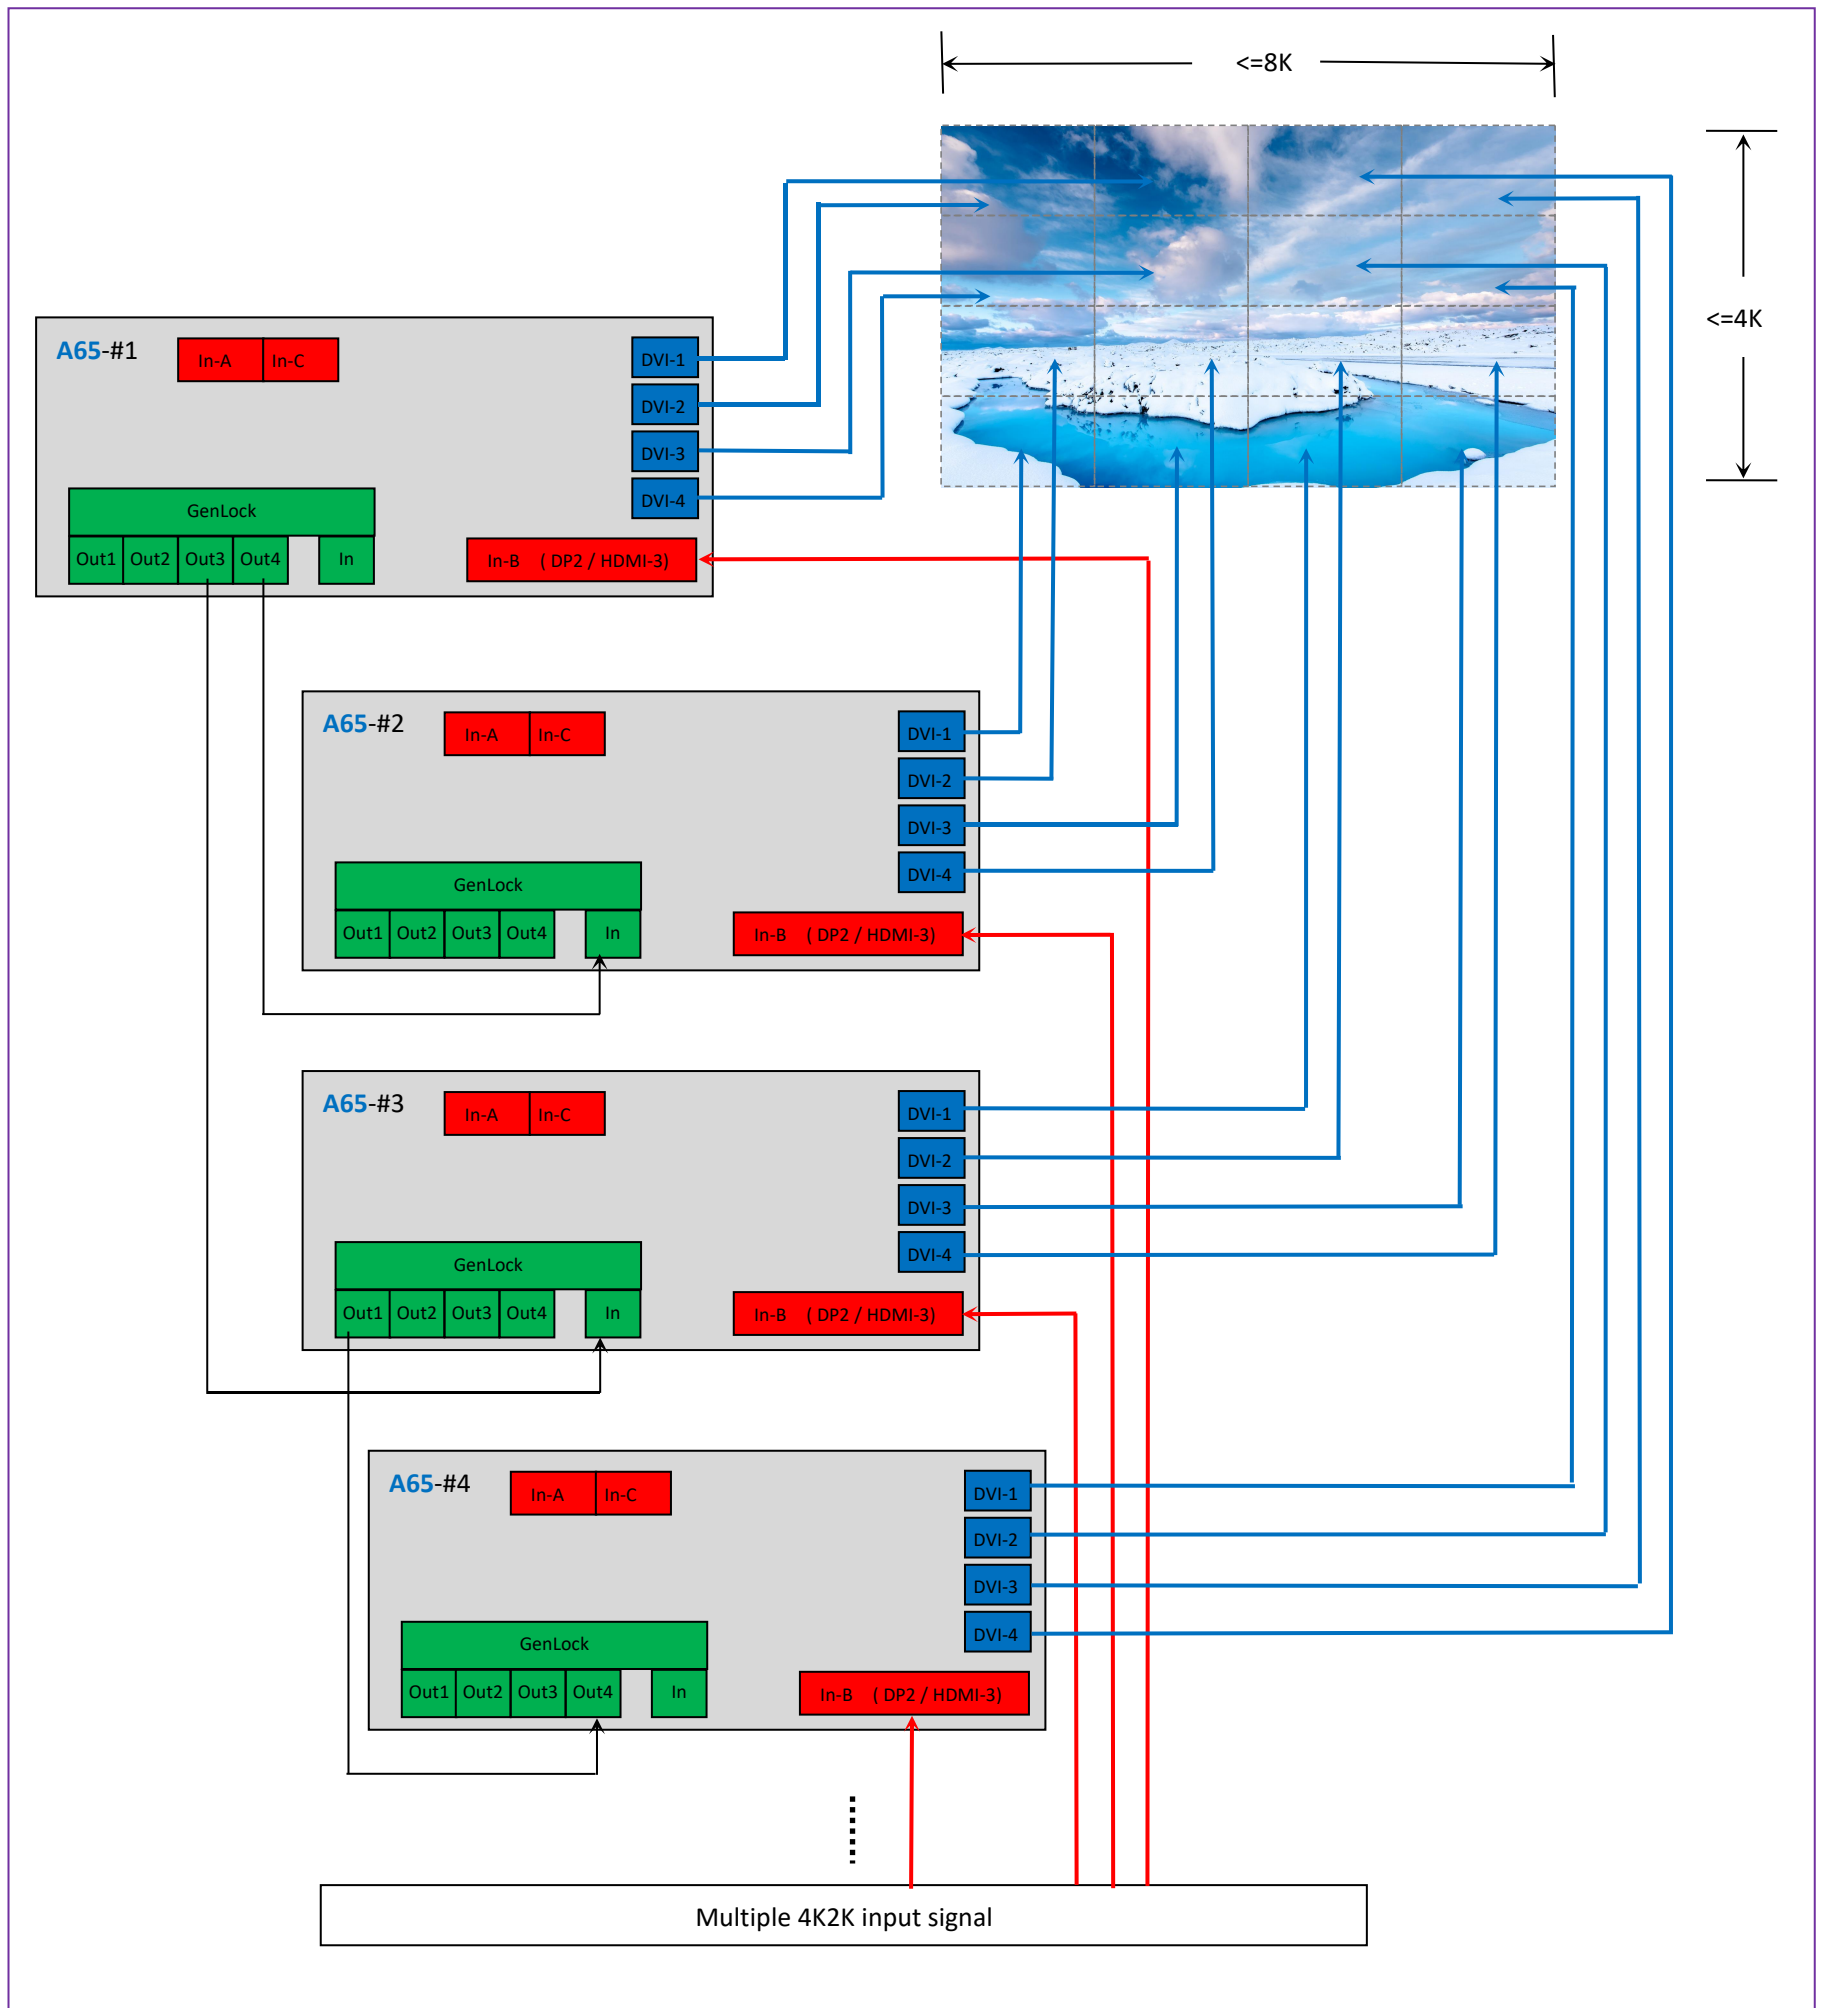 <=8K
<=4K
A65-#1
In-A In-C
DVI-1
DVI-2
DVI-3
DVI-4
GenLock
Out1 Out2 Out3 Out4 In
In-B ( DP2 / HDMI-3)
A65-#2
In-A In-C
DVI-1
DVI-2
DVI-3
DVI-4
GenLock
Out1 Out2 Out3 Out4 In
In-B ( DP2 / HDMI-3)
A65-#3
In-A In-C
DVI-1
DVI-2
DVI-3
DVI-4
GenLock
Out1 Out2 Out3 Out4 In
In-B ( DP2 / HDMI-3)
A65-#4
In-A In-C
DVI-1
DVI-2
DVI-3
DVI-4
GenLock
Out1 Out2 Out3 Out4 In
In-B ( DP2 / HDMI-3)
Multiple 4K2K input signal